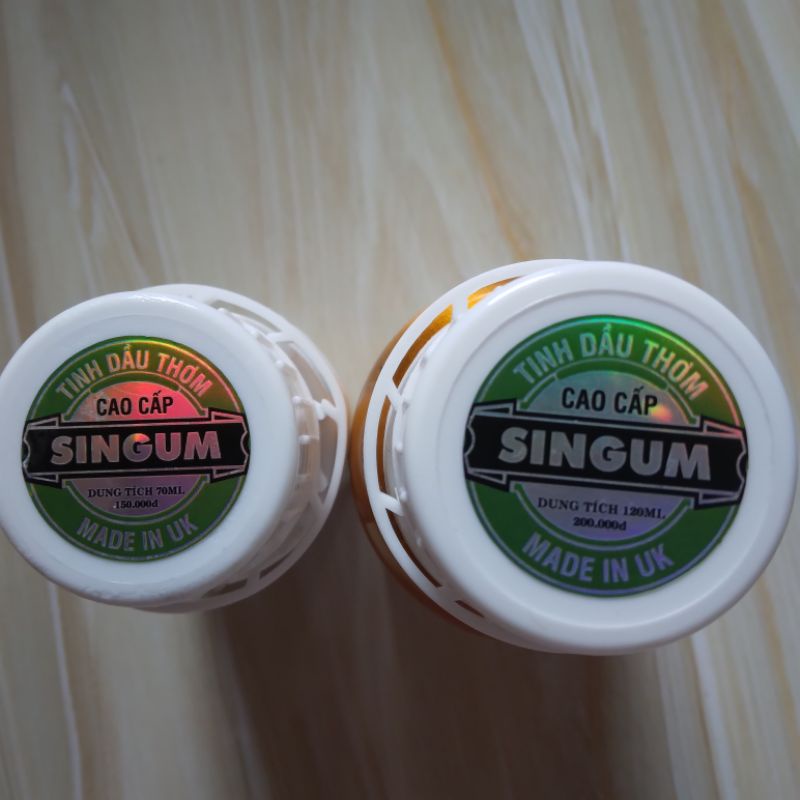 TINH DẦU THƠM
CAO CẤP
SINGUM
DUNG TÍCH 70ML
150.000đ
MADE IN UK
TINH DẦU THƠM
CAO CẤP
SINGUM
DUNG TÍCH 120ML
200.000đ
MADE IN UK